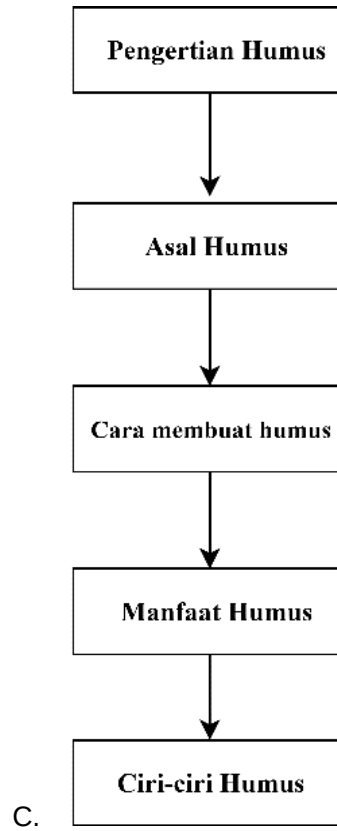 Pengertian Humus
Asal Humus
Cara membuat humus
Manfaat Humus
Ciri-ciri Humus
C.